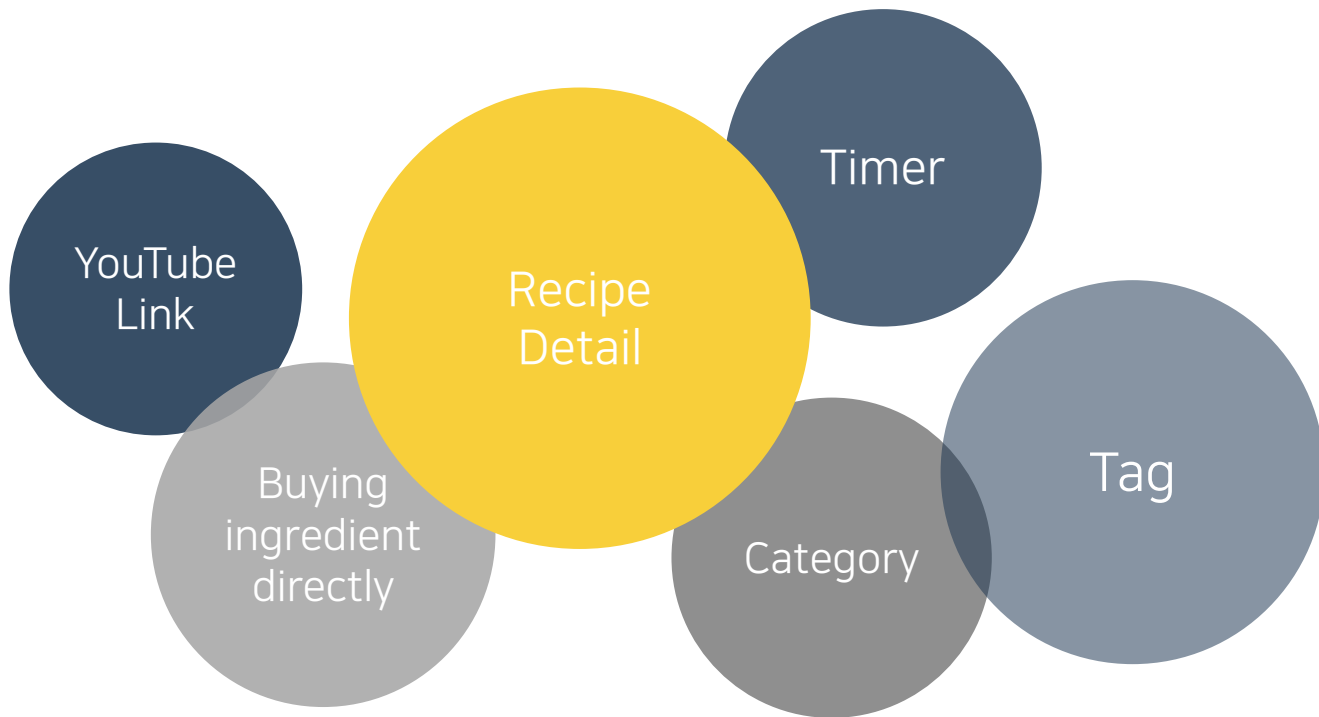 YouTube
Link
Recipe
Detail
Timer
Buying
ingredient
directly
Category
Tag